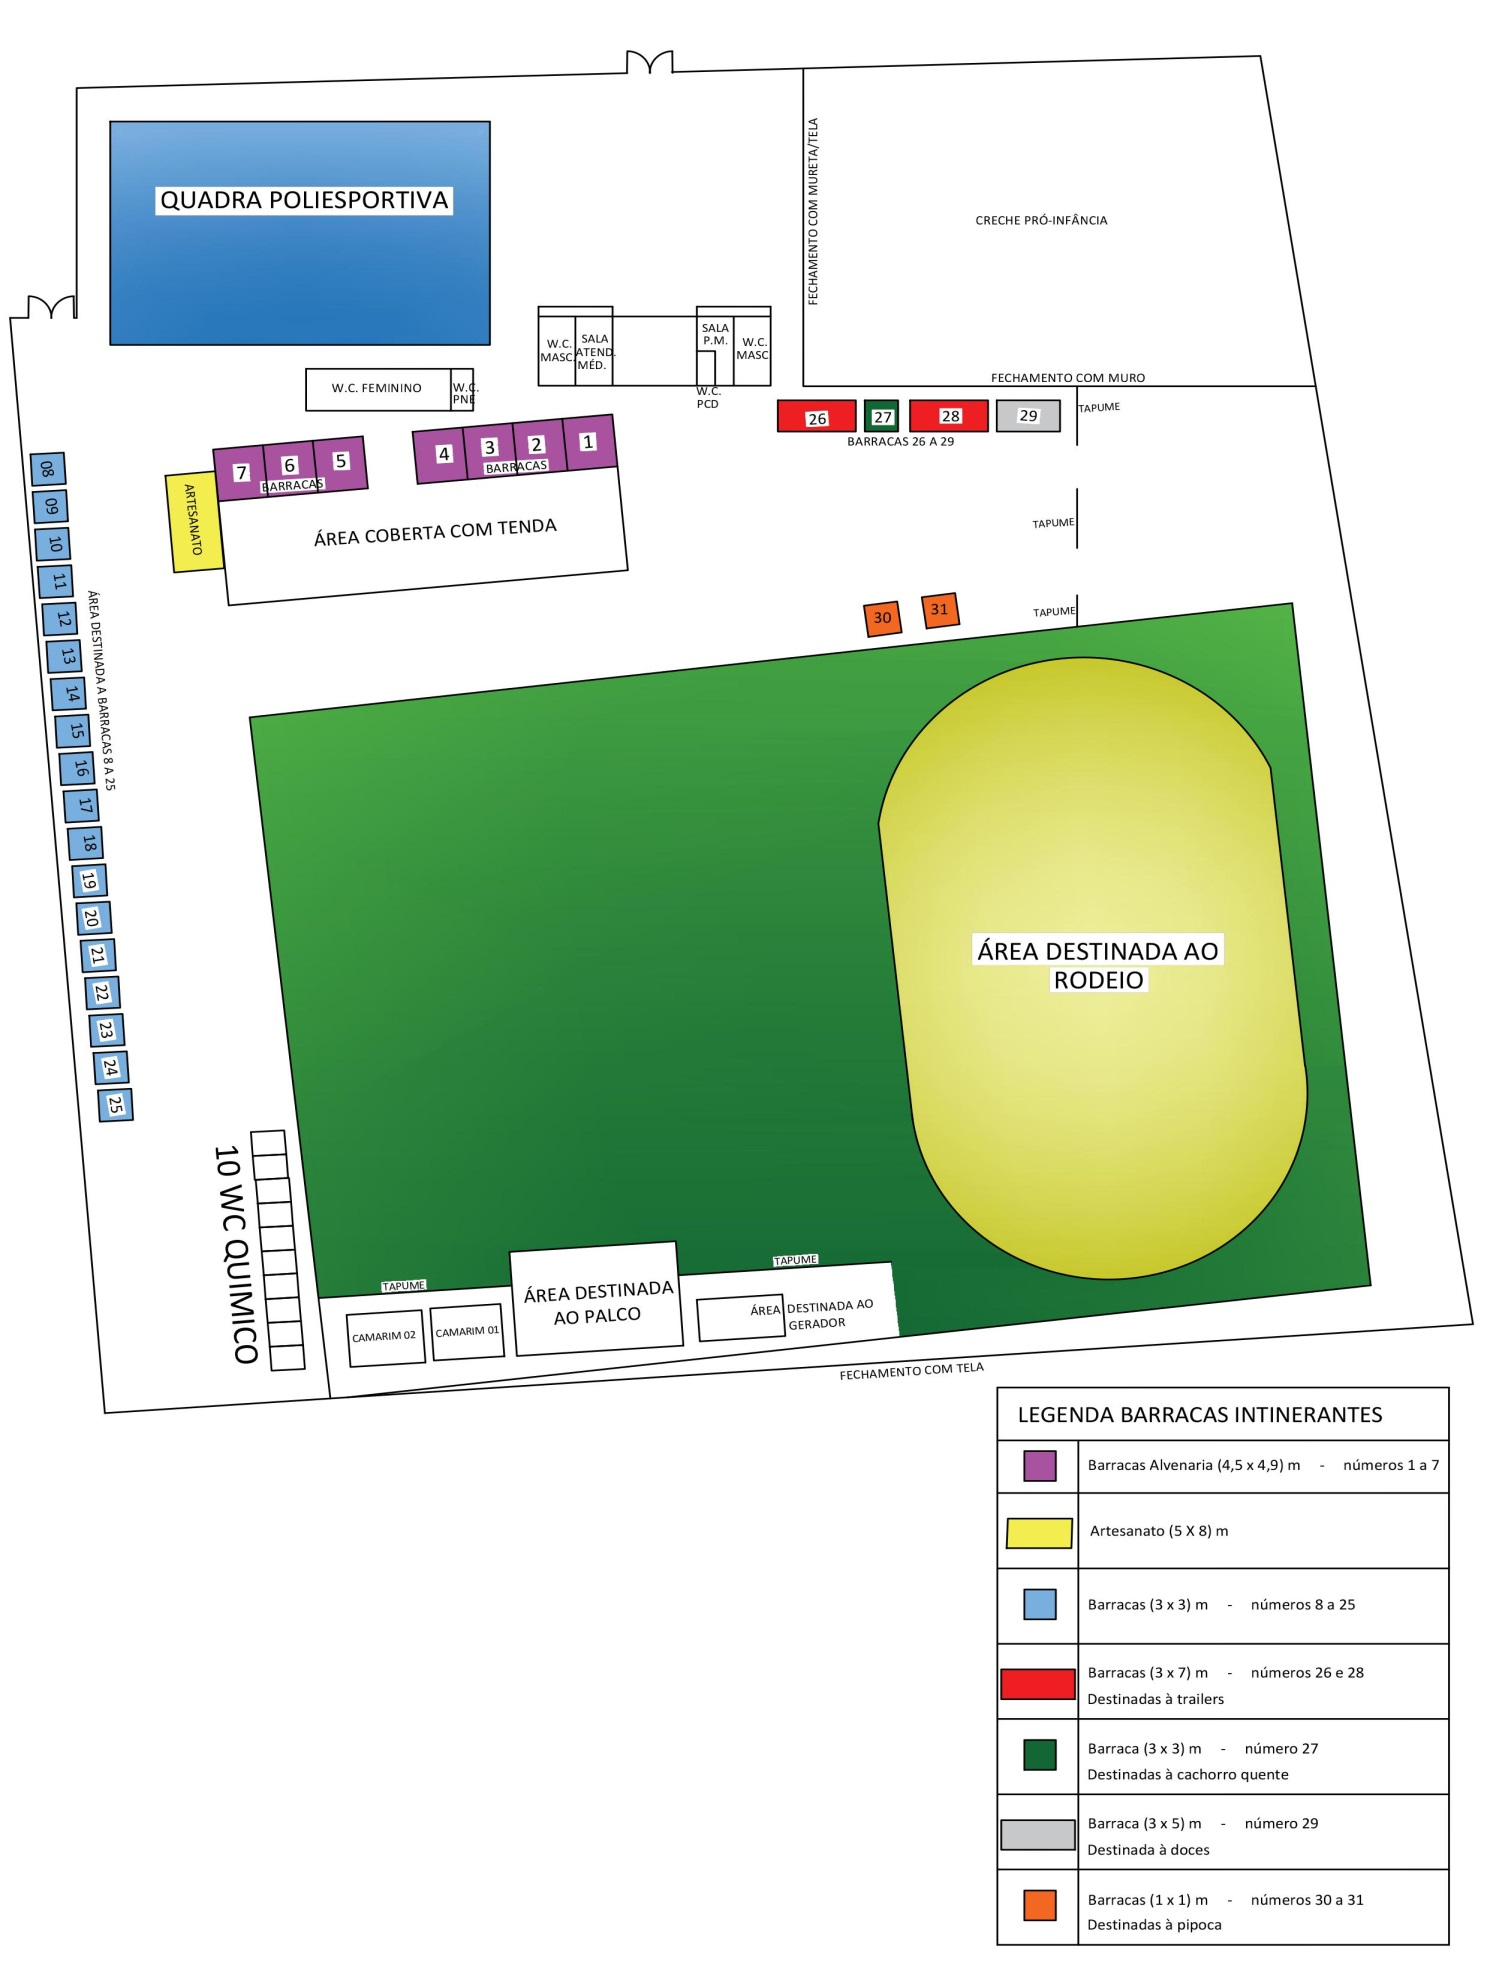 QUADRA POLIESPORTIVA
FECHAMENTO COM MURETA/TELA
CRECHE PRÓ-INFÂNCIA
W.C.
MASC.
SALA
ATEND.
MÉD.
SALA
P.M.
W.C.
MASC.
W.C.
PCD
W.C. FEMININO
W.C.
PNE
FECHAMENTO COM MURO
TAPUME
26
27
28
29
BARRACAS 26 A 29
7
6
5
BARRACAS
4
3
2
1
BARRACAS
ARTESANATO
ÁREA COBERTA COM TENDA
TAPUME
TAPUME
30
31
08
09
10
11
12
13
14
15
16
17
18
19
20
21
22
23
24
25
ÁREA DESTINADA A BARRACAS 8 A 25
ÁREA DESTINADA AO
RODEIO
10 WC QUIMICO
TAPUME
CAMARIM 02
CAMARIM 01
ÁREA DESTINADA
AO PALCO
TAPUME
ÁREA DESTINADA AO
GERADOR
FECHAMENTO COM TELA
LEGENDA BARRACAS INTINERANTES
Barracas Alvenaria (4,5 x 4,9) m - números 1 a 7
Artesanato (5 X 8) m
Barracas (3 x 3) m - números 8 a 25
Barracas (3 x 7) m - números 26 e 28
Destinadas à trailers
Barraca (3 x 3) m - número 27
Destinadas à cachorro quente
Barraca (3 x 5) m - número 29
Destinada à doces
Barracas (1 x 1) m - números 30 a 31
Destinadas à pipoca